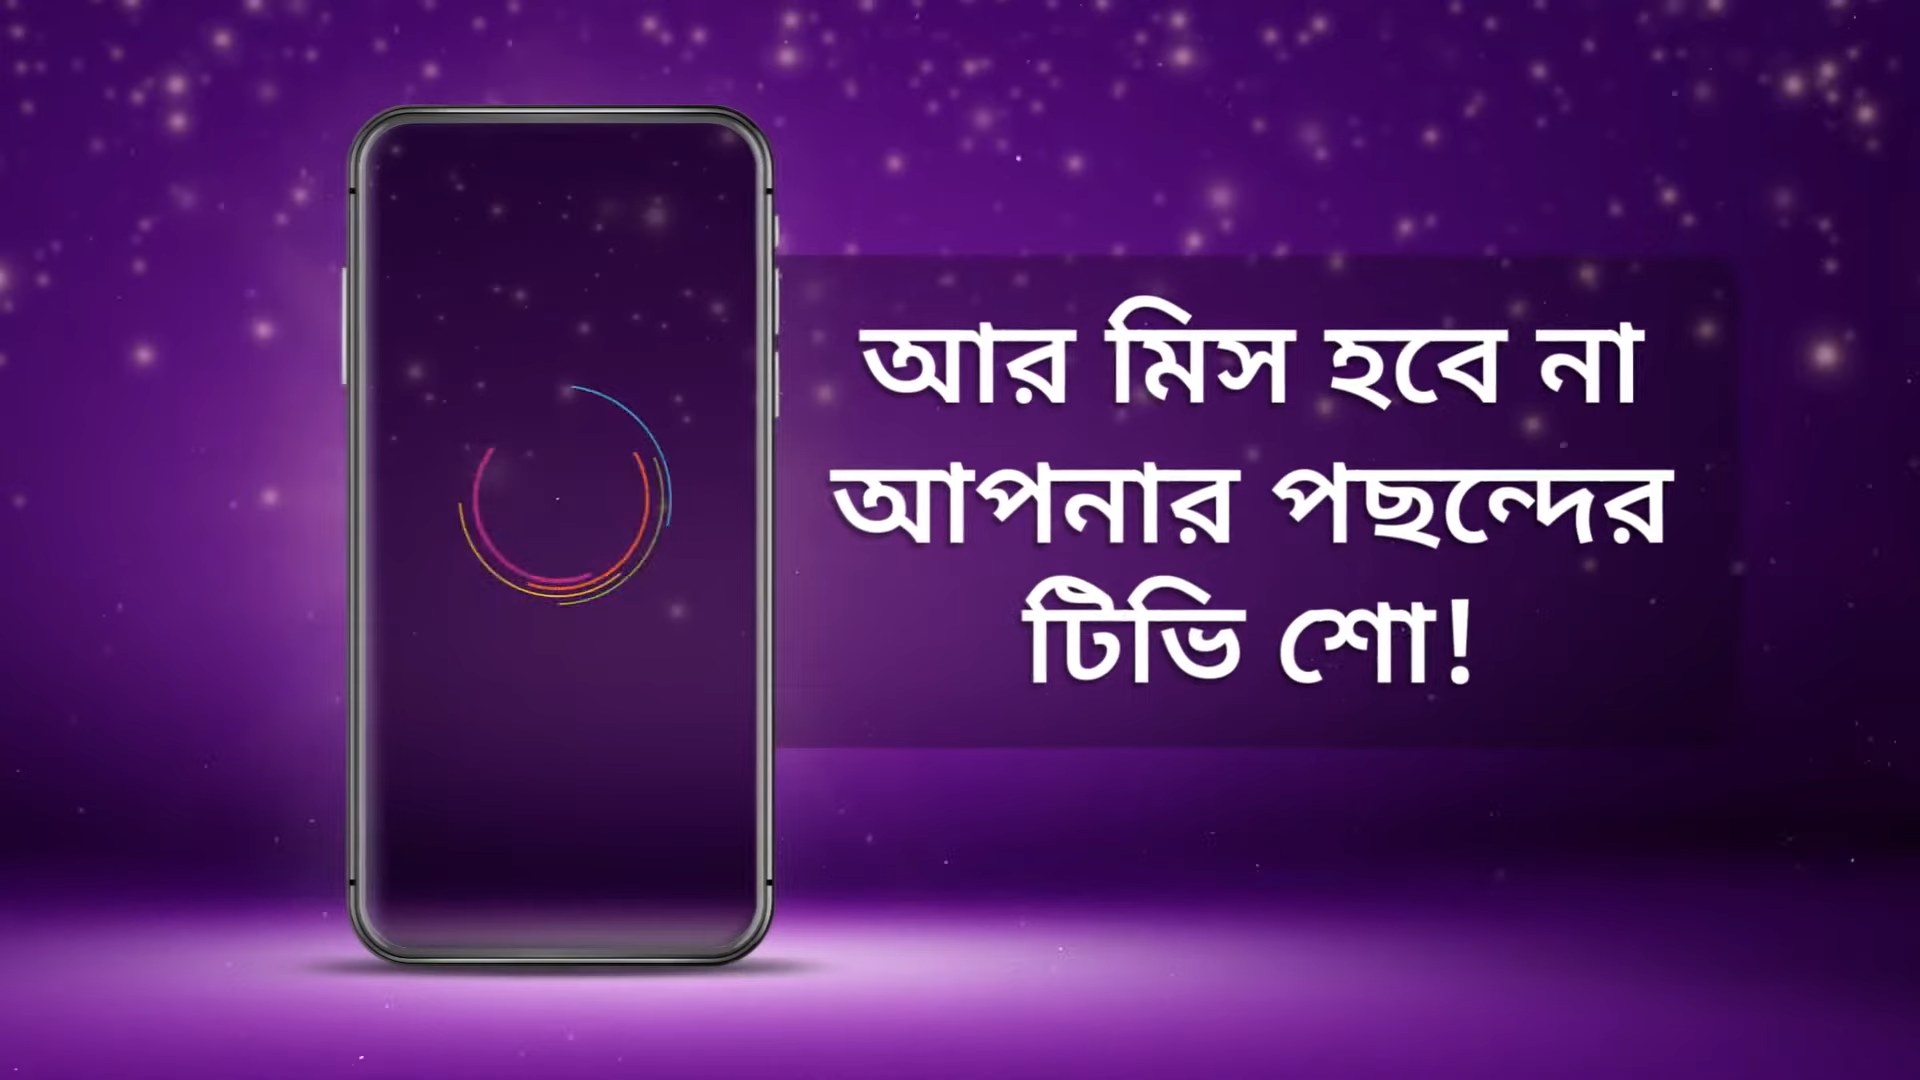 আর মিস হবে না
আপনার পছন্দের
টিভি শো!